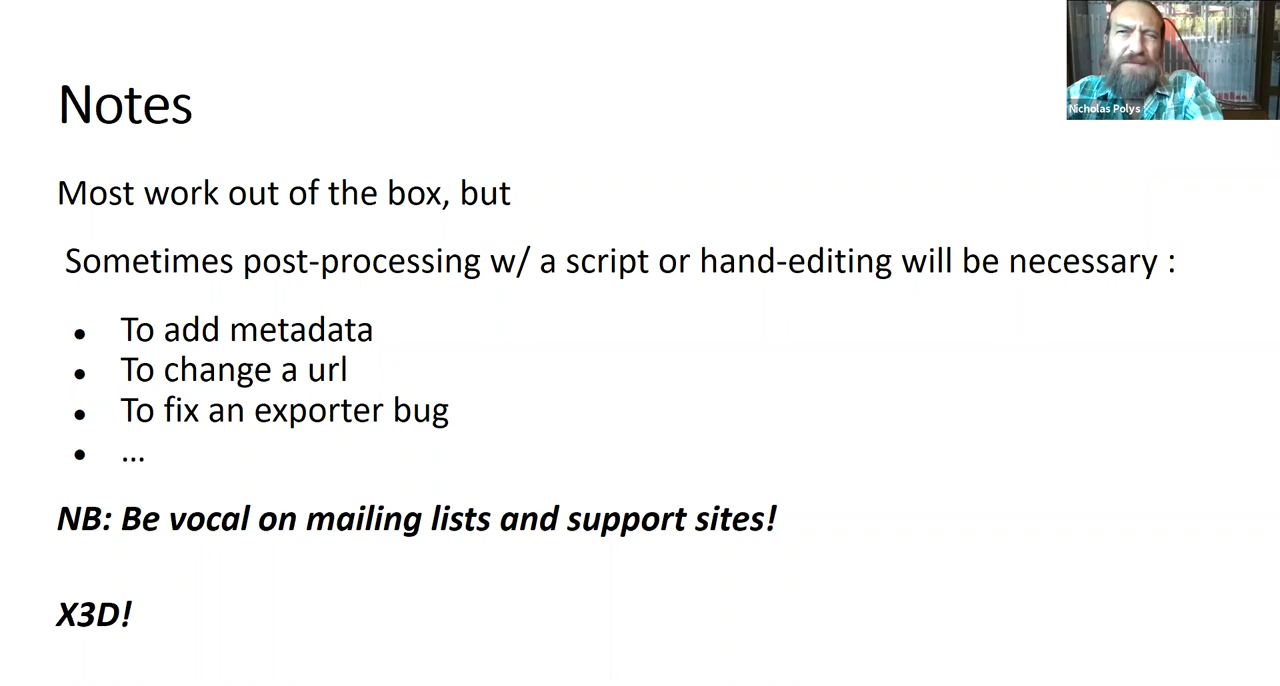 Nicholas Polys
Notes
Most work out of the box, but
Sometimes post-processing w/ a script or hand-editing will be necessary :
• To add metadata
• To change a url
• To fix an exporter bug
• ...
NB: Be vocal on mailing lists and support sites!
X3D!